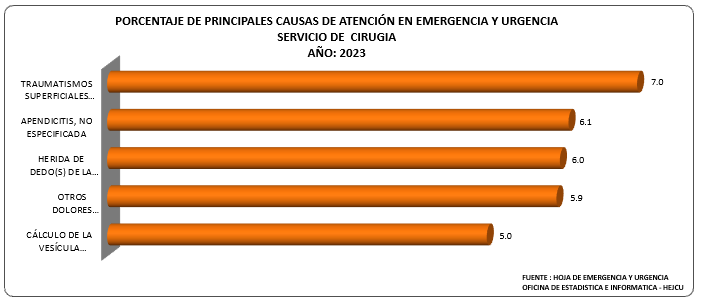 PORCENTAJE DE PRINCIPALES CAUSAS DE ATENCIÓN EN EMERGENCIA Y URGENCIA
SERVICIO DE CIRUGIA
AÑO: 2023
TRAUMATISMOS
SUPERFICIALES...
7.0
APENDICITIS, NO
ESPECIFICADA
6.1
HERIDA DE
DEDO(S) DE LA...
6.0
OTROS
DOLORES...
5.9
CÁLCULO DE LA
VESÍCULA...
5.0
FUENTE : HOJA DE EMERGENCIA Y URGENCIA
OFICINA DE ESTADISTICA E INFORMATICA - HEJCU